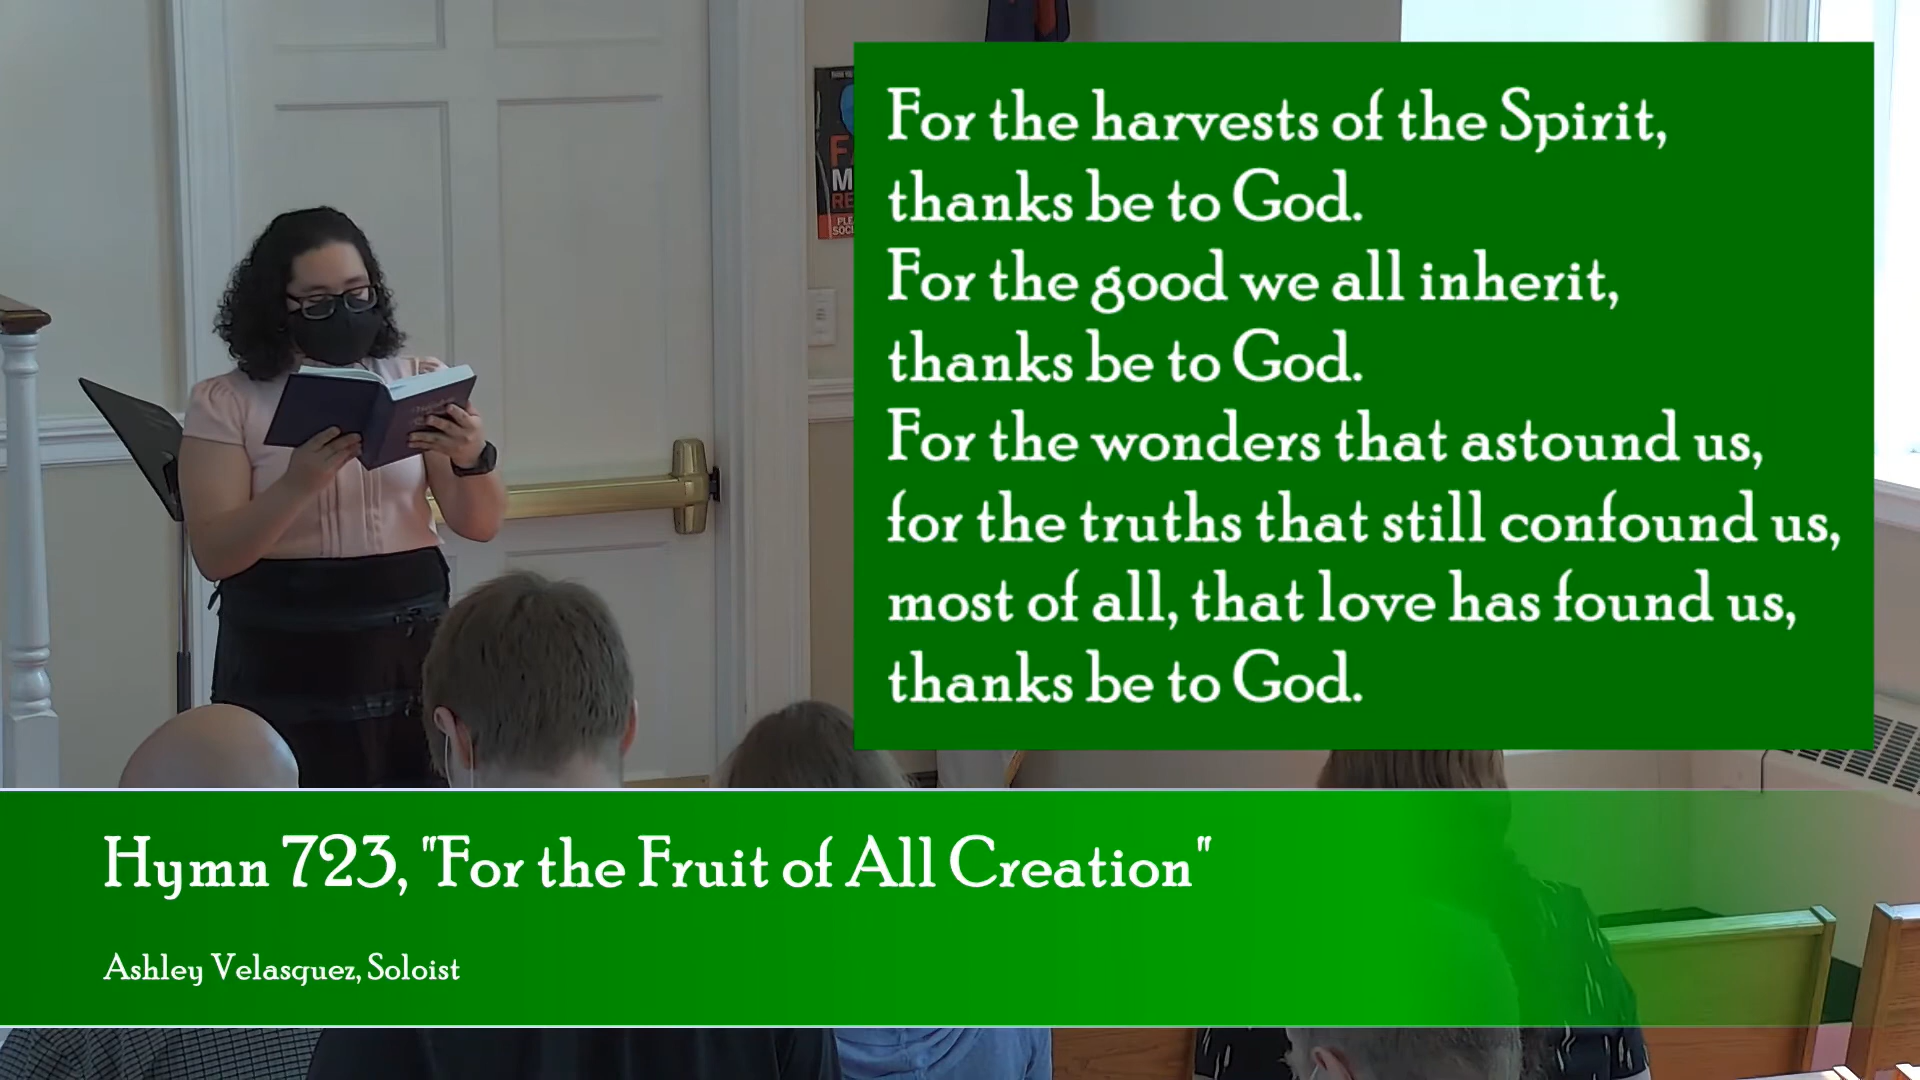 For the harvests of the Spirit,
thanks be to God.
For the good we all inherit,
thanks be to God.
For the wonders that astound us,
for the truths that still confound us,
most of all, that love has found us,
thanks be to God.
Hymn 723, "For the Fruit of All Creation"
Ashley Velasquez, Soloist